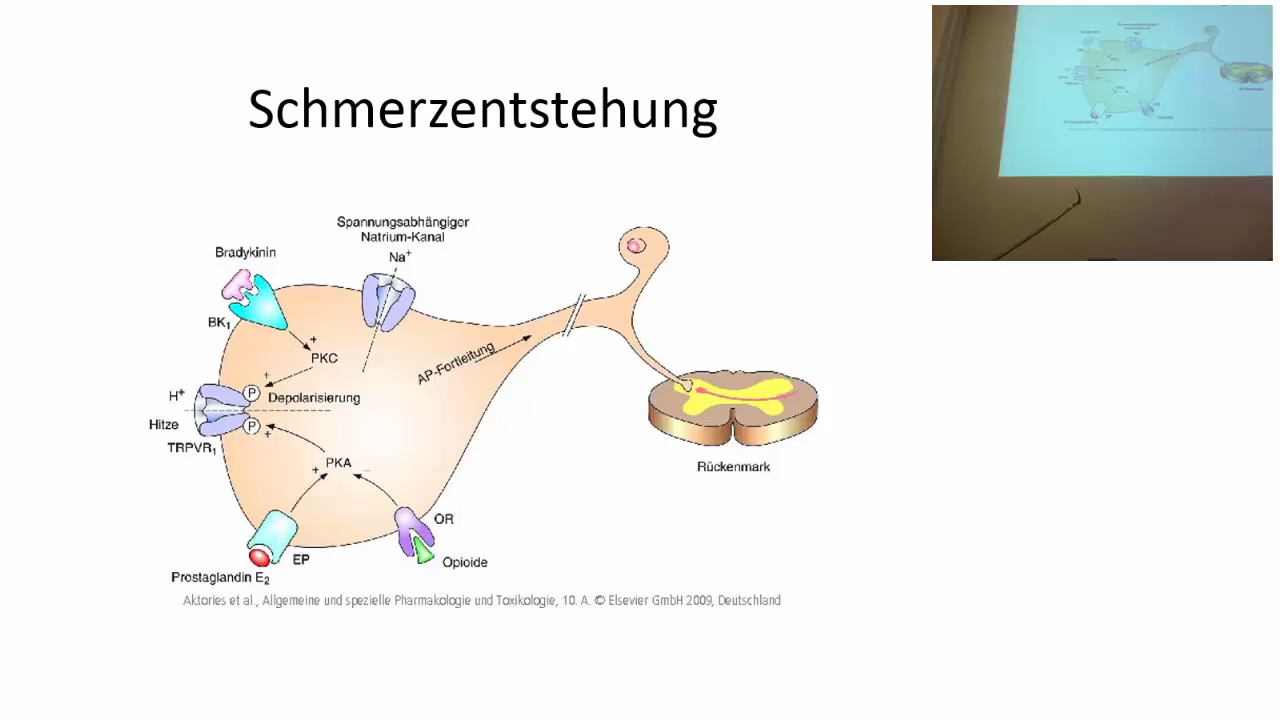 Schmerzentstehung
Spannungsabhängiger
Natrium-Kanal
Na⁺
Bradykinin
BK₁
+
PKC
+
AP-Fortleitung
H⁺
P
Depolarisierung
Hitze
P
+
TRPVR₁
PKA
+
–
Rückenmark
OR
EP
Opioide
Prostaglandin E₂
Aktories et al., Allgemeine und spezielle Pharmakologie und Toxikologie, 10. A. © Elsevier GmbH 2009, Deutschland